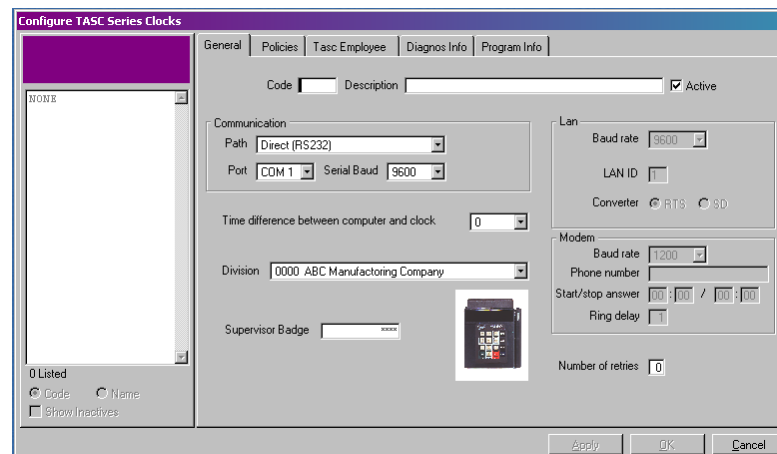 Configure TASC Series Clocks
General Policies Tasc Employee Diagnos Info Program Info
Code Description Active
NONE
Communication
Path Direct (RS232)
Port COM 1 Serial Baud 9600
Lan
Baud rate 9600
LAN ID 1
Converter RTS SD
Time difference between computer and clock 0
Modem
Baud rate 1200
Phone number
Start/stop answer 00 : 00 / 00 : 00
Ring delay 1
Division 0000 ABC Manufactoring Company
Supervisor Badge ****
Number of retries 0
0 Listed
Code Name
Show Inactives
Apply OK Cancel